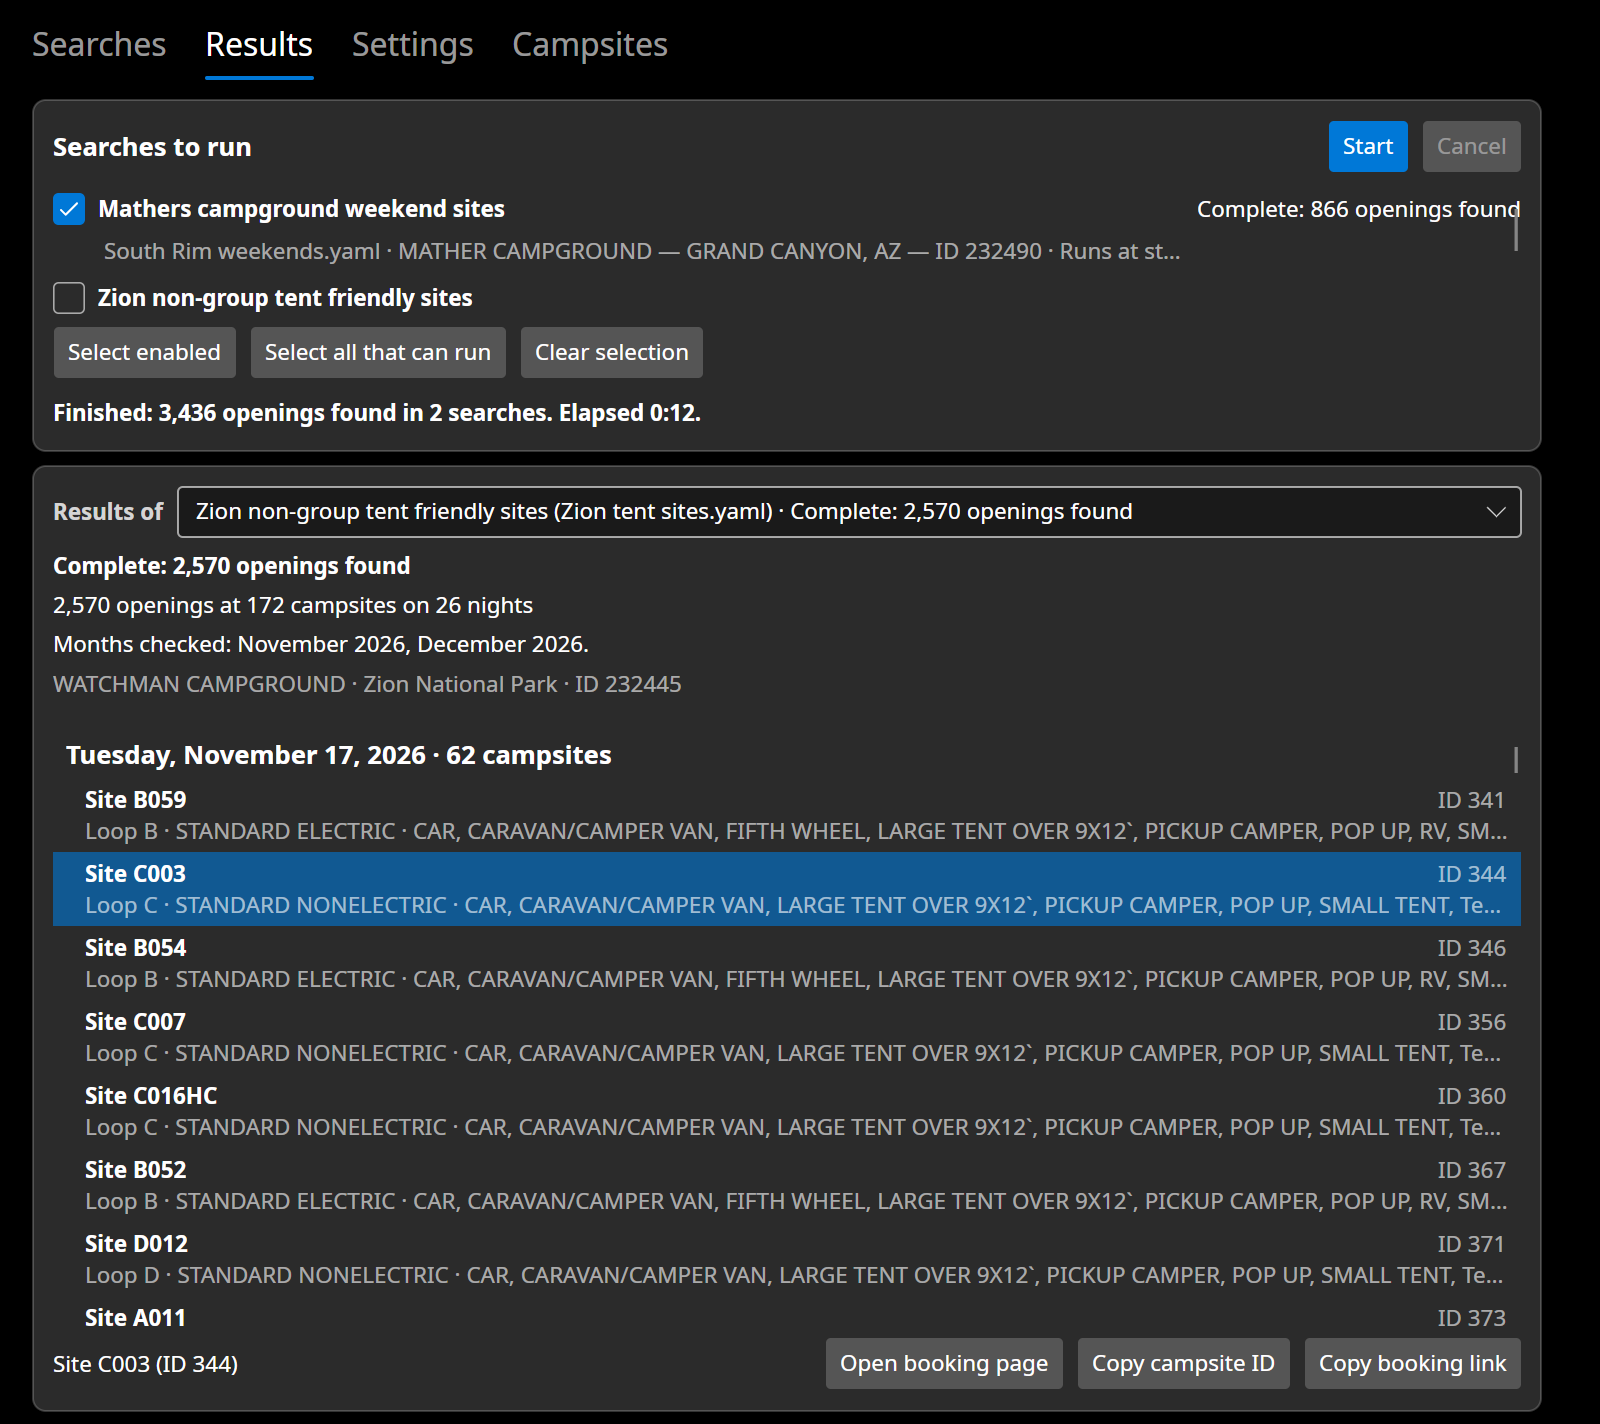 Searches Results Settings Campsites
Searches to run
Start Cancel
Mathers campground weekend sites
Complete: 866 openings found
South Rim weekends.yaml · MATHER CAMPGROUND — GRAND CANYON, AZ — ID 232490 · Runs at st...
Zion non-group tent friendly sites
Select enabled Select all that can run Clear selection
Finished: 3,436 openings found in 2 searches. Elapsed 0:12.
Results of Zion non-group tent friendly sites (Zion tent sites.yaml) · Complete: 2,570 openings found
Complete: 2,570 openings found
2,570 openings at 172 campsites on 26 nights
Months checked: November 2026, December 2026.
WATCHMAN CAMPGROUND · Zion National Park · ID 232445
Tuesday, November 17, 2026 · 62 campsites
Site B059 ID 341
Loop B · STANDARD ELECTRIC · CAR, CARAVAN/CAMPER VAN, FIFTH WHEEL, LARGE TENT OVER 9X12`, PICKUP CAMPER, POP UP, RV, SM...
Site C003 ID 344
Loop C · STANDARD NONELECTRIC · CAR, CARAVAN/CAMPER VAN, LARGE TENT OVER 9X12`, PICKUP CAMPER, POP UP, SMALL TENT, Te...
Site B054 ID 346
Loop B · STANDARD ELECTRIC · CAR, CARAVAN/CAMPER VAN, FIFTH WHEEL, LARGE TENT OVER 9X12`, PICKUP CAMPER, POP UP, RV, SM...
Site C007 ID 356
Loop C · STANDARD NONELECTRIC · CAR, CARAVAN/CAMPER VAN, LARGE TENT OVER 9X12`, PICKUP CAMPER, POP UP, SMALL TENT, Te...
Site C016HC ID 360
Loop C · STANDARD NONELECTRIC · CAR, CARAVAN/CAMPER VAN, LARGE TENT OVER 9X12`, PICKUP CAMPER, POP UP, SMALL TENT, Te...
Site B052 ID 367
Loop B · STANDARD ELECTRIC · CAR, CARAVAN/CAMPER VAN, FIFTH WHEEL, LARGE TENT OVER 9X12`, PICKUP CAMPER, POP UP, RV, SM...
Site D012 ID 371
Loop D · STANDARD NONELECTRIC · CAR, CARAVAN/CAMPER VAN, LARGE TENT OVER 9X12`, PICKUP CAMPER, POP UP, SMALL TENT, Te...
Site A011 ID 373
Site C003 (ID 344)
Open booking page Copy campsite ID Copy booking link